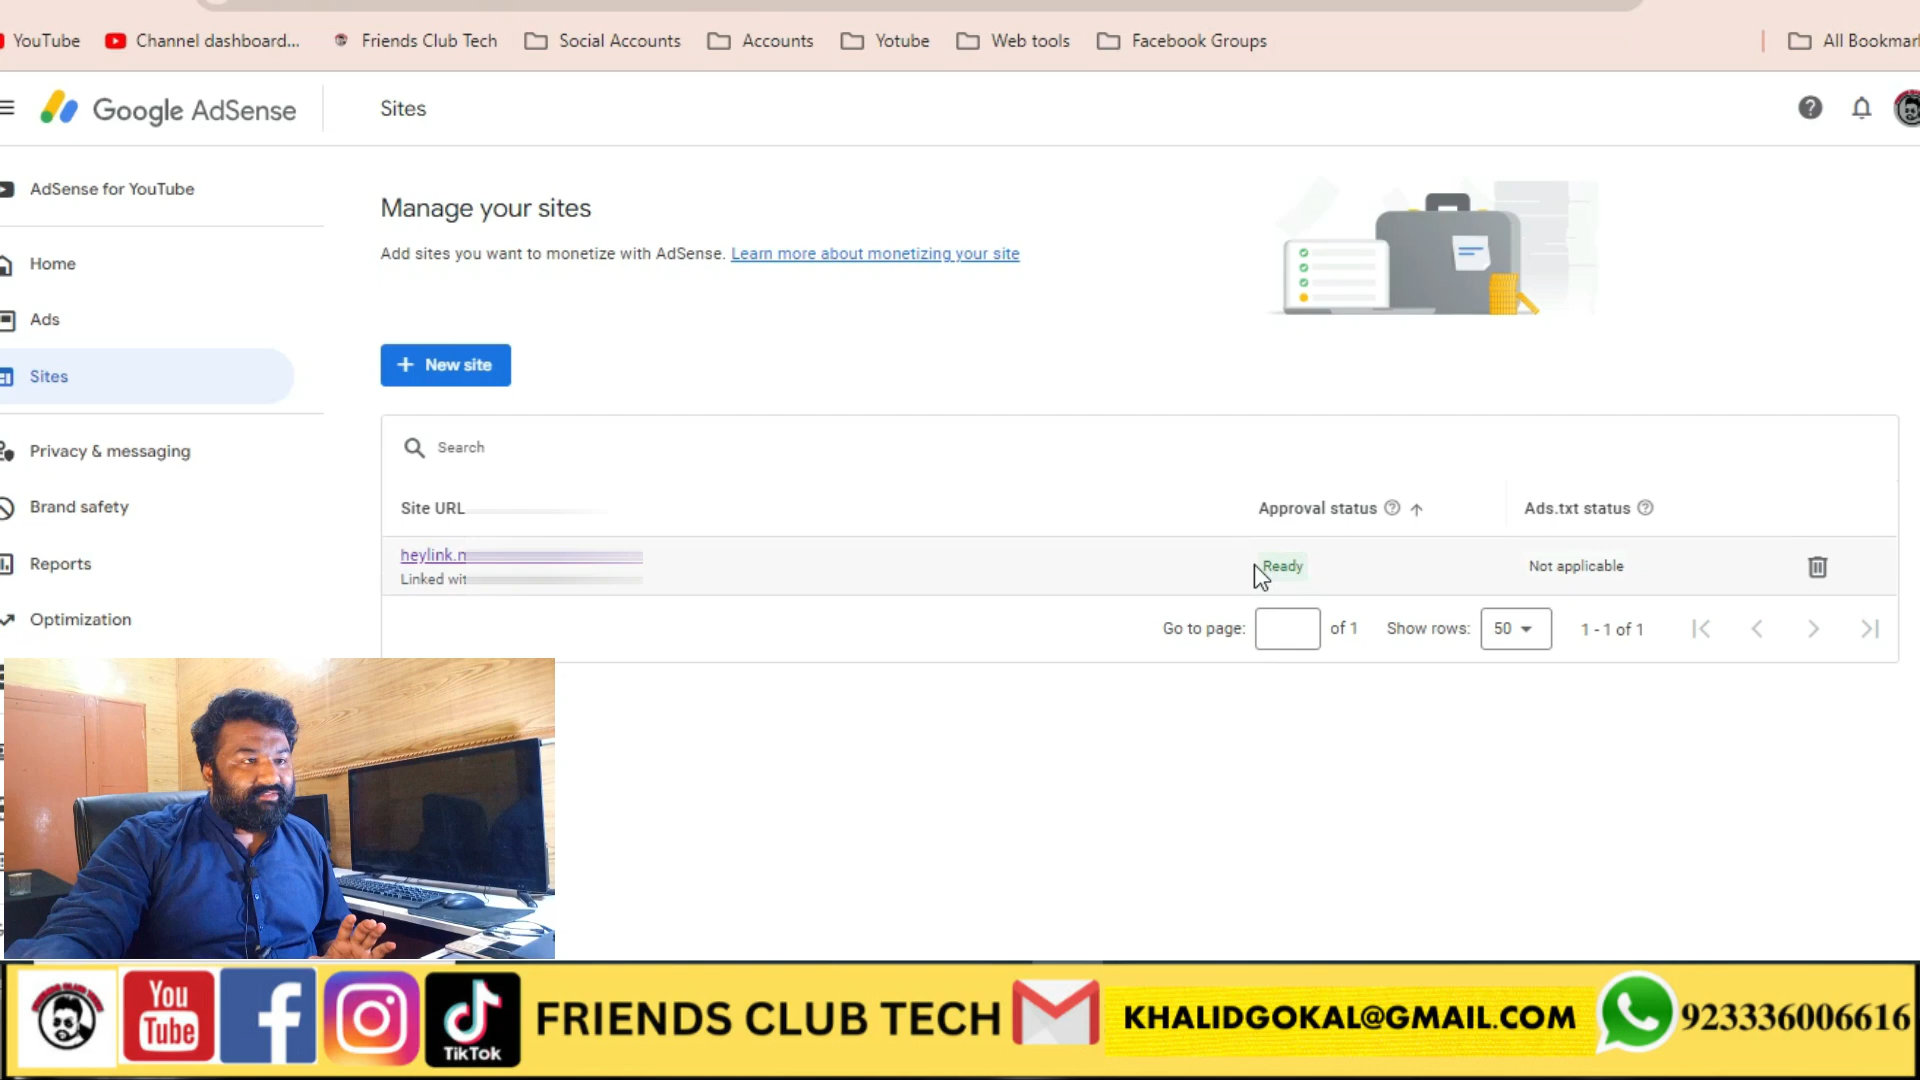 YouTube
Channel dashboard...
Friends Club Tech
Social Accounts
Accounts
Yotube
Web tools
Facebook Groups
All Bookmar
Google AdSense
Sites
AdSense for YouTube
Home
Ads
Sites
Privacy & messaging
Brand safety
Reports
Optimization
Manage your sites
Add sites you want to monetize with AdSense. Learn more about monetizing your site
+ New site
Search
Site URL
Approval status
Ads.txt status
heylink.
Linked
Ready
Not applicable
Go to page:
of 1
Show rows:
50
1 - 1 of 1
You
Tube
TikTok
FRIENDS CLUB TECH
KHALIDGOKAL@GMAIL.COM
923336006616